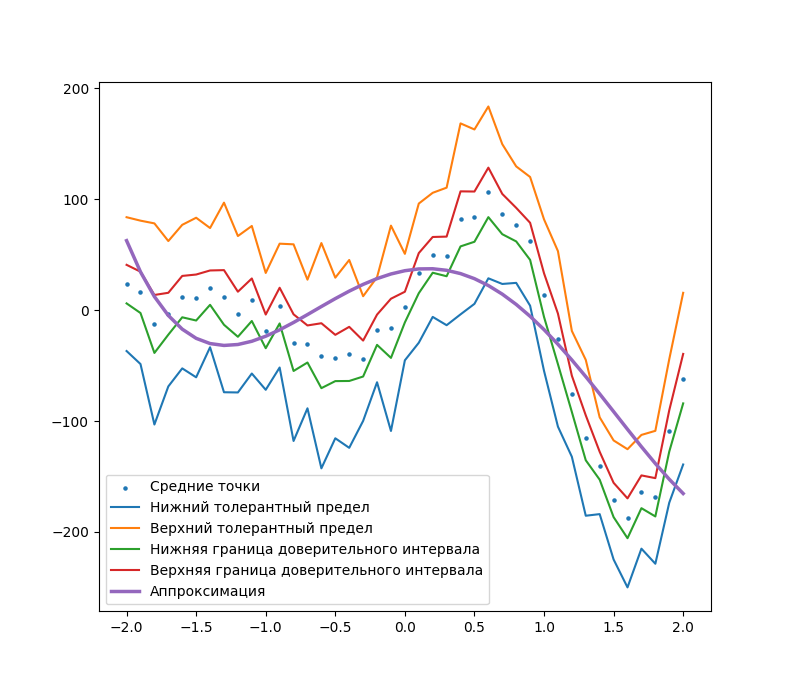 200
100
0
−100
−200
Средние точки
Нижний толерантный предел
Верхний толерантный предел
Нижняя граница доверительного интервала
Верхняя граница доверительного интервала
Аппроксимация
−2.0 −1.5 −1.0 −0.5 0.0 0.5 1.0 1.5 2.0